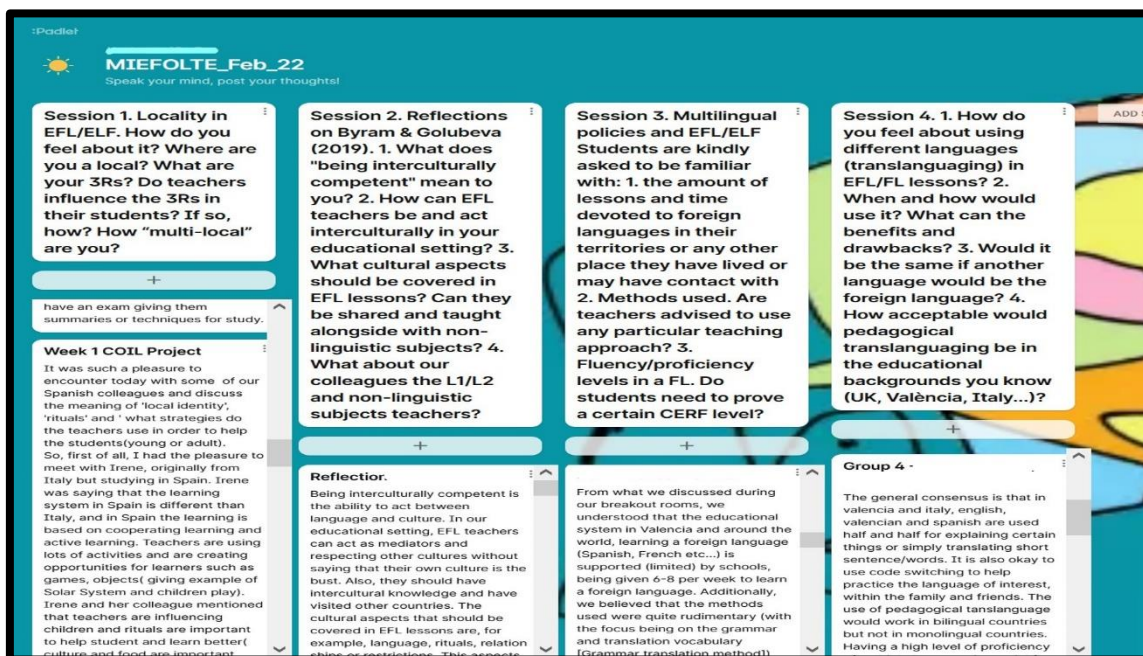 :Padlet
MIEFOLTE_Feb_22
Speak your mind, post your thoughts!
Session 1. Locality in
EFL/ELF. How do you
feel about it? Where are
you a local? What are
your 3Rs? Do teachers
influence the 3Rs in
their students? If so,
how? How “multi-local”
are you?
+
have an exam giving them
summaries or techniques for study.
Week 1 COIL Project
It was such a pleasure to
encounter today with some of our
Spanish colleagues and discuss
the meaning of 'local identity',
'rituals' and ' what strategies do
the teachers use in order to help
the students(young or adult).
So, first of all, I had the pleasure to
meet with Irene, originally from
Italy but studying in Spain. Irene
was saying that the learning
system in Spain is different than
Italy, and in Spain the learning is
based on cooperating learning and
active learning. Teachers are using
lots of activities and are creating
opportunities for learners such as
games, objects( giving example of
Solar System and children play).
Irene and her colleague mentioned
that teachers are influencing
children and rituals are important
to help student and learn better(
culture and food are important
Session 2. Reflections
on Byram & Golubeva
(2019). 1. What does
"being interculturally
competent" mean to
you? 2. How can EFL
teachers be and act
interculturally in your
educational setting? 3.
What cultural aspects
should be covered in
EFL lessons? Can they
be shared and taught
alongside with non-
linguistic subjects? 4.
What about our
colleagues the L1/L2
and non-linguistic
subjects teachers?
+
Reflection.
Being interculturally competent is
the ability to act between
language and culture. In our
educational setting, EFL teachers
can act as mediators and
respecting other cultures without
saying that their own culture is the
bust. Also, they should have
intercultural knowledge and have
visited other countries. The
cultural aspects that should be
covered in EFL lessons are, for
example, language, rituals, relation
ships or restrictions. This aspects
Session 3. Multilingual
policies and EFL/ELF
Students are kindly
asked to be familiar
with: 1. the amount of
lessons and time
devoted to foreign
languages in their
territories or any other
place they have lived or
may have contact with
2. Methods used. Are
teachers advised to use
any particular teaching
approach? 3.
Fluency/proficiency
levels in a FL. Do
students need to prove
a certain CERF level?
+
From what we discussed during
our breakout rooms, we
understood that the educational
system in Valencia and around the
world, learning a foreign language
(Spanish, French etc...) is
supported (limited) by schools,
being given 6-8 per week to learn
a foreign language. Additionally,
we believed that the methods
used were quite rudimentary (with
the focus being on the grammar
and translation vocabulary
[Grammar translation method])
Session 4. 1. How do
you feel about using
different languages
(translanguaging) in
EFL/FL lessons? 2.
When and how would
use it? What can the
benefits and
drawbacks? 3. Would it
be the same if another
language would be the
foreign language? 4.
How acceptable would
pedagogical
translanguaging be in
the educational
backgrounds you know
(UK, València, Italy...)?
+
Group 4 -
The general consensus is that in
valencia and italy, english,
valencian and spanish are used
half and half for explaining certain
things or simply translating short
sentence/words. It is also okay to
use code switching to help
practice the language of interest,
within the family and friends. The
use of pedagogical tanslanguage
would work in bilingual countries
but not in monolingual countries.
Having a high level of proficiency
ADD